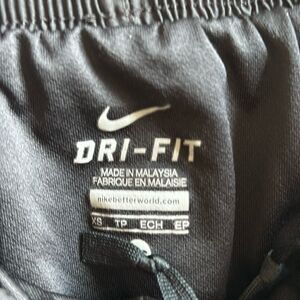 DRI-FIT
MADE IN MALAYSIA
FABRIQUE EN MALAISIE
nikebetterworld.com
XS TP ECH EP